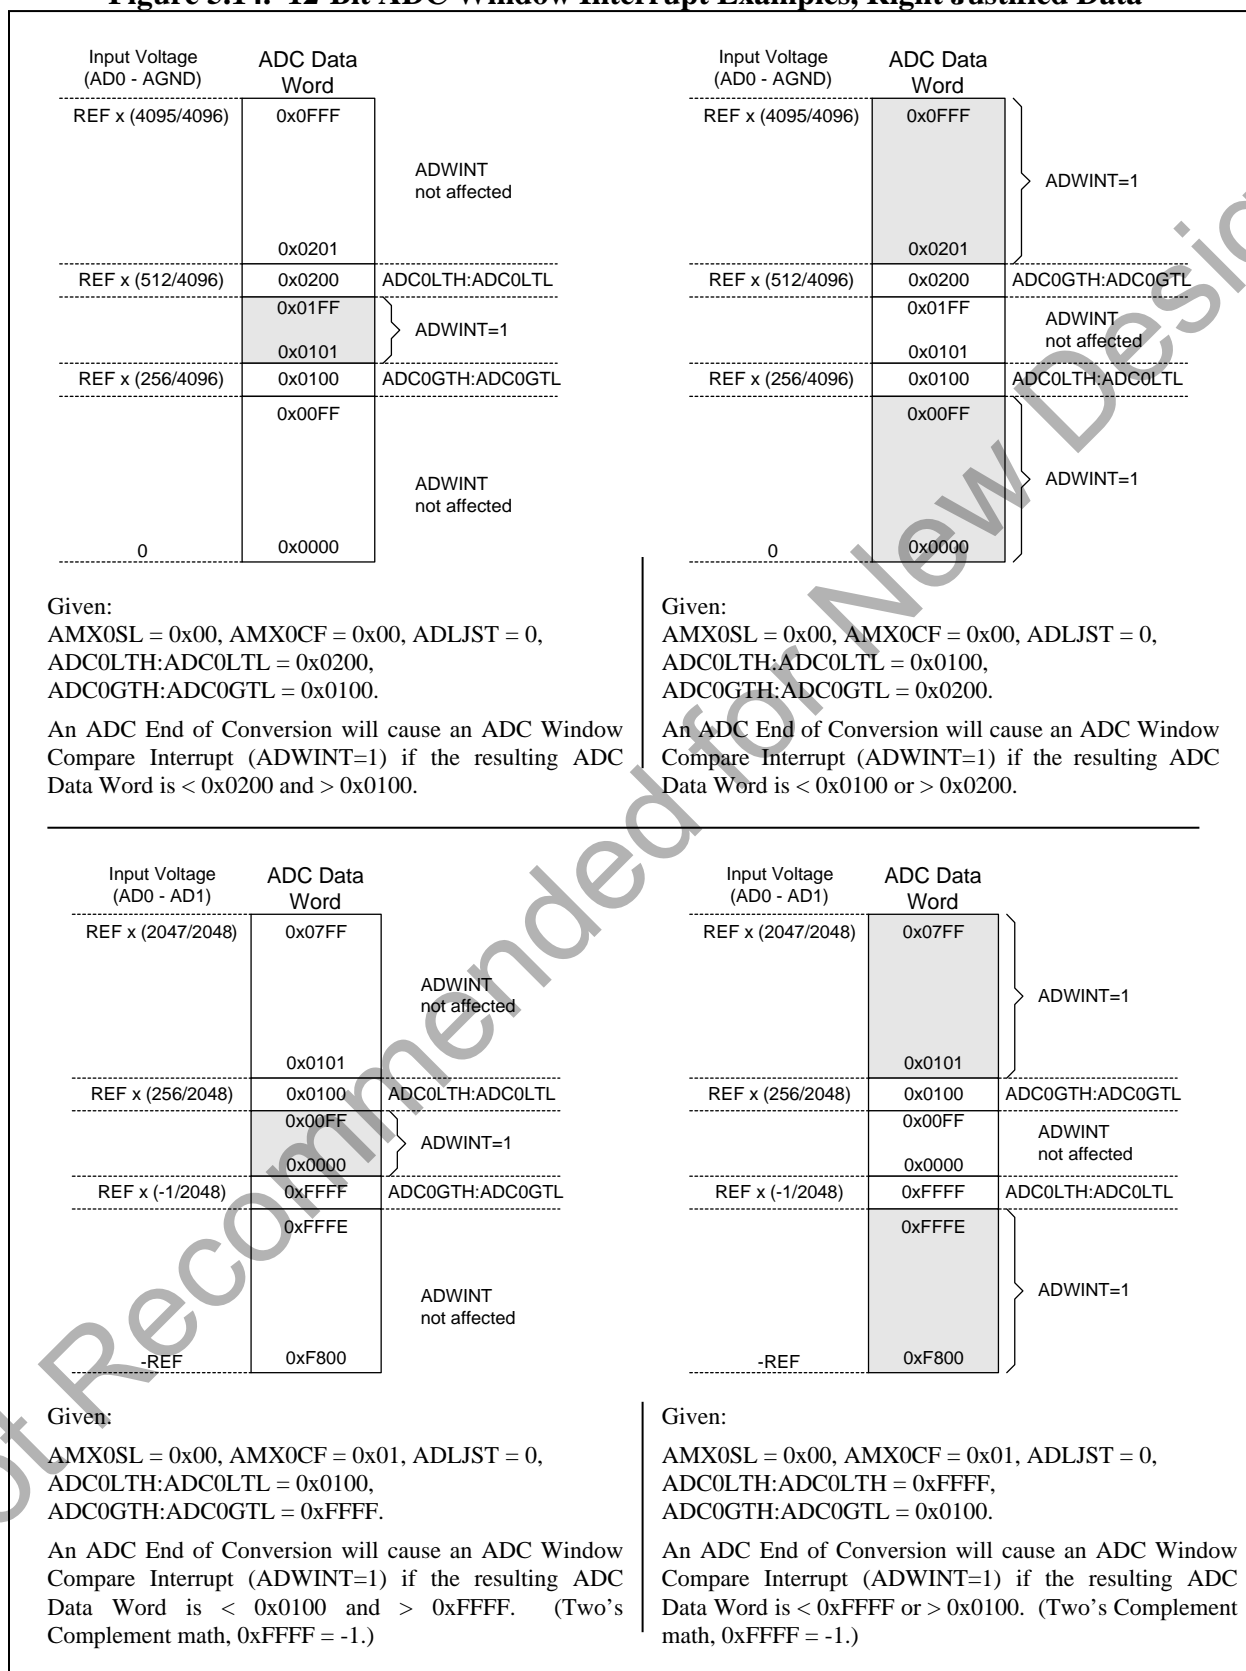 Figure 5.14. 12-Bit ADC Window Interrupt Examples, Right Justified Data
Input Voltage
(AD0 - AGND)
ADC Data
Word
REF x (4095/4096)
0x0FFF
ADWINT
not affected
0x0201
REF x (512/4096)
0x0200
ADC0LTH:ADC0LTL
0x01FF
ADWINT=1
0x0101
REF x (256/4096)
0x0100
ADC0GTH:ADC0GTL
0x00FF
ADWINT
not affected
0
0x0000
Given:
AMX0SL = 0x00, AMX0CF = 0x00, ADLJST = 0,
ADC0LTH:ADC0LTL = 0x0200,
ADC0GTH:ADC0GTL = 0x0100.
An ADC End of Conversion will cause an ADC Window
Compare Interrupt (ADWINT=1) if the resulting ADC
Data Word is < 0x0200 and > 0x0100.
Input Voltage
(AD0 - AGND)
ADC Data
Word
REF x (4095/4096)
0x0FFF
ADWINT=1
0x0201
REF x (512/4096)
0x0200
ADC0GTH:ADC0GTL
0x01FF
ADWINT
not affected
0x0101
REF x (256/4096)
0x0100
ADC0LTH:ADC0LTL
0x00FF
ADWINT=1
0
0x0000
Given:
AMX0SL = 0x00, AMX0CF = 0x00, ADLJST = 0,
ADC0LTH:ADC0LTL = 0x0100,
ADC0GTH:ADC0GTL = 0x0200.
An ADC End of Conversion will cause an ADC Window
Compare Interrupt (ADWINT=1) if the resulting ADC
Data Word is < 0x0100 or > 0x0200.
Input Voltage
(AD0 - AD1)
ADC Data
Word
REF x (2047/2048)
0x07FF
ADWINT
not affected
0x0101
REF x (256/2048)
0x0100
ADC0LTH:ADC0LTL
0x00FF
ADWINT=1
0x0000
REF x (-1/2048)
0xFFFF
ADC0GTH:ADC0GTL
0xFFFE
ADWINT
not affected
-REF
0xF800
Given:
AMX0SL = 0x00, AMX0CF = 0x01, ADLJST = 0,
ADC0LTH:ADC0LTL = 0x0100,
ADC0GTH:ADC0GTL = 0xFFFF.
An ADC End of Conversion will cause an ADC Window
Compare Interrupt (ADWINT=1) if the resulting ADC
Data Word is < 0x0100 and > 0xFFFF. (Two's
Complement math, 0xFFFF = -1.)
Input Voltage
(AD0 - AD1)
ADC Data
Word
REF x (2047/2048)
0x07FF
ADWINT=1
0x0101
REF x (256/2048)
0x0100
ADC0GTH:ADC0GTL
0x00FF
ADWINT
not affected
0x0000
REF x (-1/2048)
0xFFFF
ADC0LTH:ADC0LTL
0xFFFE
ADWINT=1
-REF
0xF800
Given:
AMX0SL = 0x00, AMX0CF = 0x01, ADLJST = 0,
ADC0LTH:ADC0LTH = 0xFFFF,
ADC0GTH:ADC0GTL = 0x0100.
An ADC End of Conversion will cause an ADC Window
Compare Interrupt (ADWINT=1) if the resulting ADC
Data Word is < 0xFFFF or > 0x0100. (Two's Complement
math, 0xFFFF = -1.)
ot Recommended for New Desig